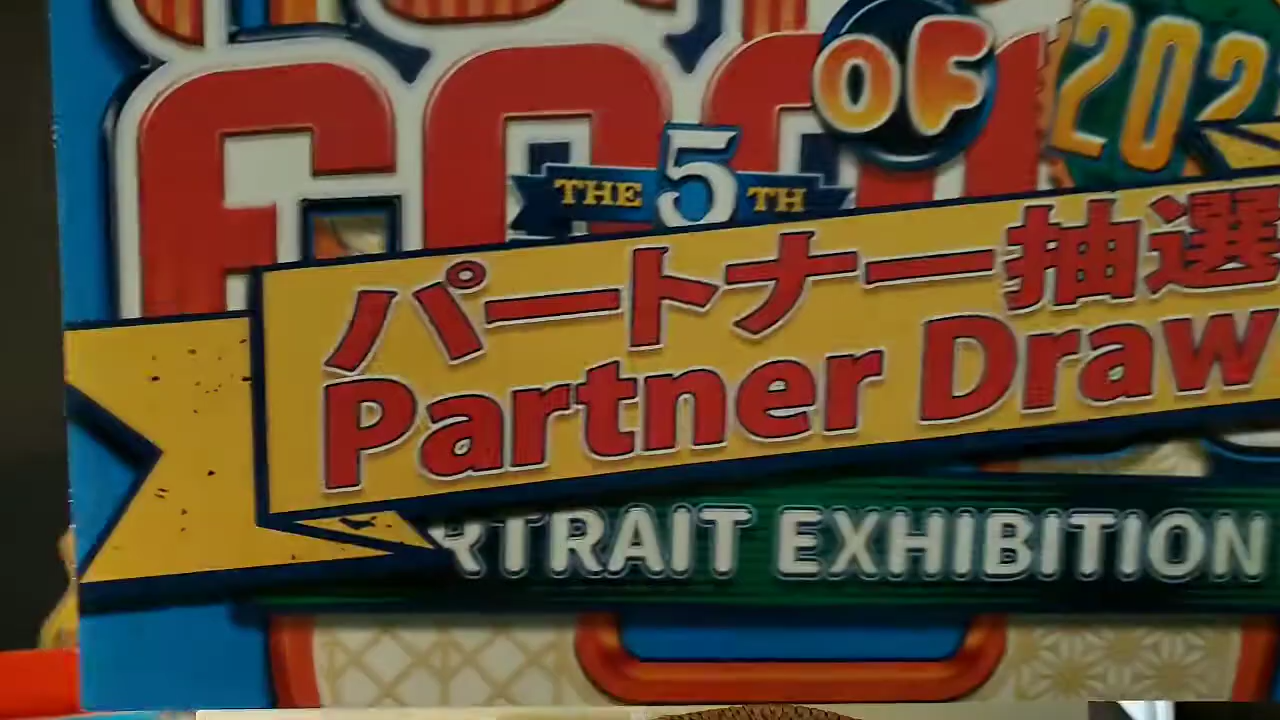 OF
202
THE 5 TH
パートナー抽選
Partner Draw
RTRAIT EXHIBITION